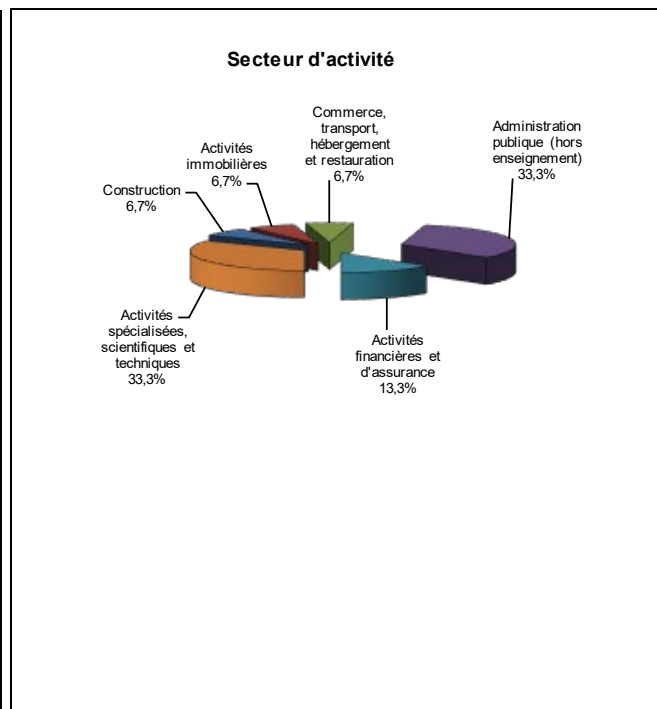 Secteur d'activité
Commerce,
transport,
hébergement
et restauration
6,7%
Administration
publique (hors
enseignement)
33,3%
Activités
immobilières
6,7%
Construction
6,7%
Activités
spécialisées,
scientifiques et
techniques
33,3%
Activités
financières et
d'assurance
13,3%